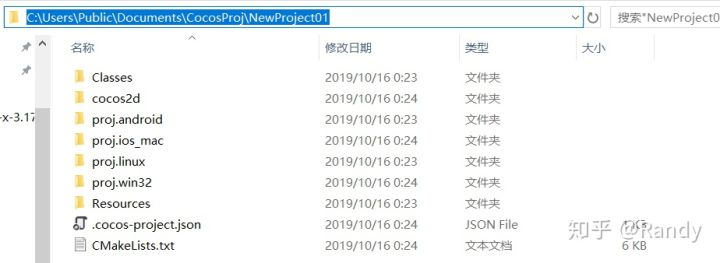 C:\Users\Public\Documents\CocosProj\NewProject01 搜索"NewProject0
名称 修改日期 类型 大小
Classes 2019/10/16 0:23 文件夹
cocos2d 2019/10/16 0:24 文件夹
proj.android 2019/10/16 0:23 文件夹
-x-3.17 proj.ios_mac 2019/10/16 0:24 文件夹
proj.linux 2019/10/16 0:23 文件夹
proj.win32 2019/10/16 0:24 文件夹
Resources 2019/10/16 0:23 文件夹
.cocos-project.json 2019/10/16 0:24 JSON File
CMakeLists.txt 2019/10/16 0:24 文本文档 6 KB
知乎 @Randy